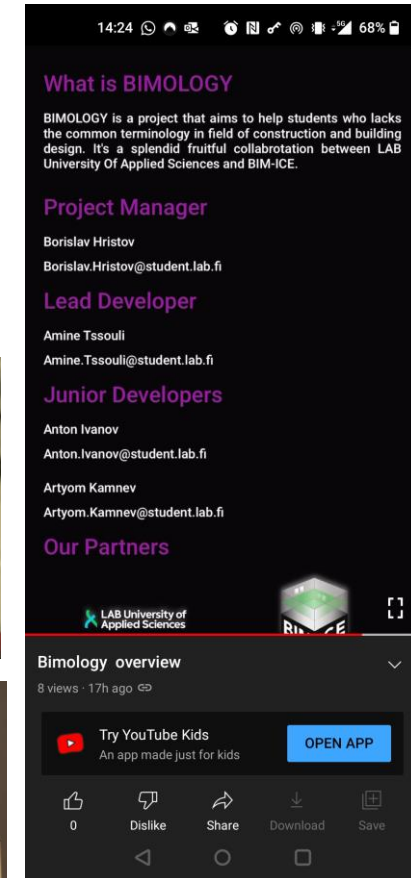 14:24 5G 68%
What is BIMOLOGY
BIMOLOGY is a project that aims to help students who lacks
the common terminology in field of construction and building
design. It's a splendid fruitful collabrotation between LAB
University Of Applied Sciences and BIM-ICE.
Project Manager
Borislav Hristov
Borislav.Hristov@student.lab.fi
Lead Developer
Amine Tssouli
Amine.Tssouli@student.lab.fi
Junior Developers
Anton Ivanov
Anton.Ivanov@student.lab.fi
Artyom Kamnev
Artyom.Kamnev@student.lab.fi
Our Partners
LAB University of
Applied Sciences
Bimology overview
8 views · 17h ago
Try YouTube Kids
An app made just for kids
OPEN APP
0 Dislike Share Download Save